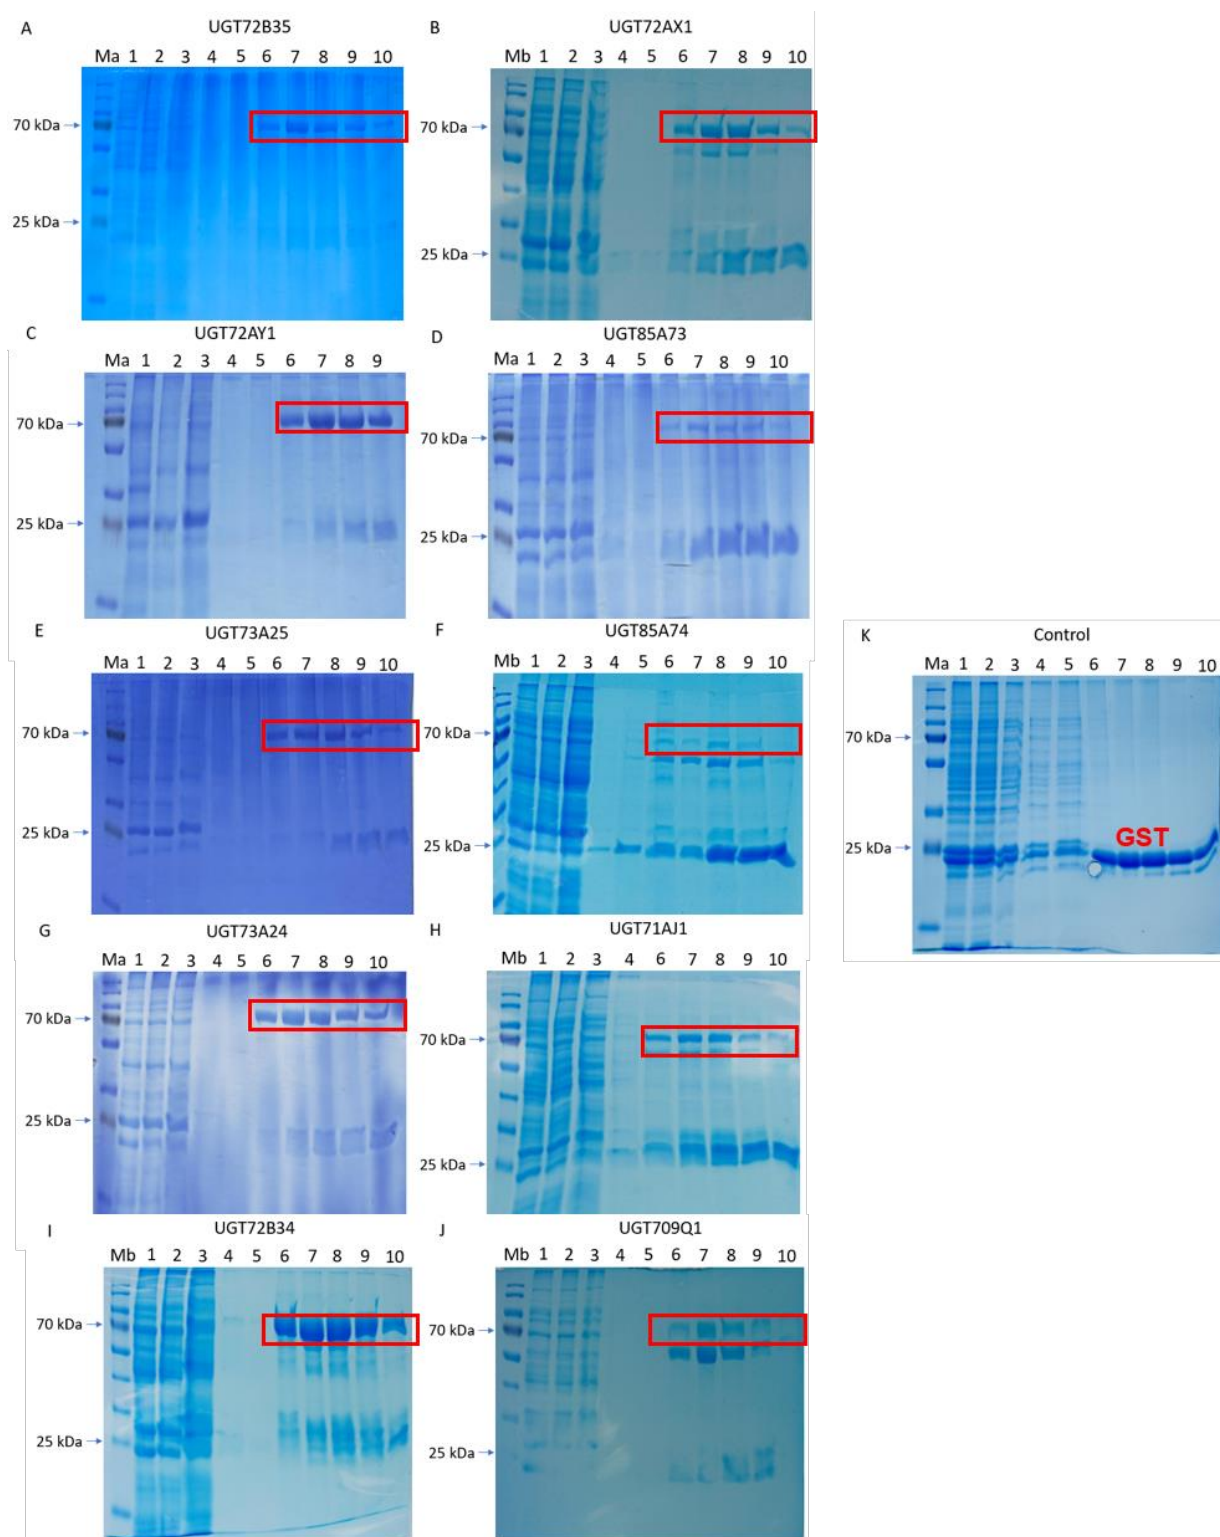 A UGT72B35
Ma 1 2 3 4 5 6 7 8 9 10
70 kDa
25 kDa
B UGT72AX1
Mb 1 2 3 4 5 6 7 8 9 10
70 kDa
25 kDa
C UGT72AY1
Ma 1 2 3 4 5 6 7 8 9
70 kDa
25 kDa
D UGT85A73
Ma 1 2 3 4 5 6 7 8 9 10
70 kDa
25 kDa
E UGT73A25
Ma 1 2 3 4 5 6 7 8 9 10
70 kDa
25 kDa
F UGT85A74
Mb 1 2 3 4 5 6 7 8 9 10
70 kDa
25 kDa
K Control
Ma 1 2 3 4 5 6 7 8 9 10
70 kDa
25 kDa
GST
G UGT73A24
Ma 1 2 3 4 5 6 7 8 9 10
70 kDa
25 kDa
H UGT71AJ1
Mb 1 2 3 4 6 7 8 9 10
70 kDa
25 kDa
I UGT72B34
Mb 1 2 3 4 5 6 7 8 9 10
70 kDa
25 kDa
J UGT709Q1
Mb 1 2 3 4 5 6 7 8 9 10
70 kDa
25 kDa